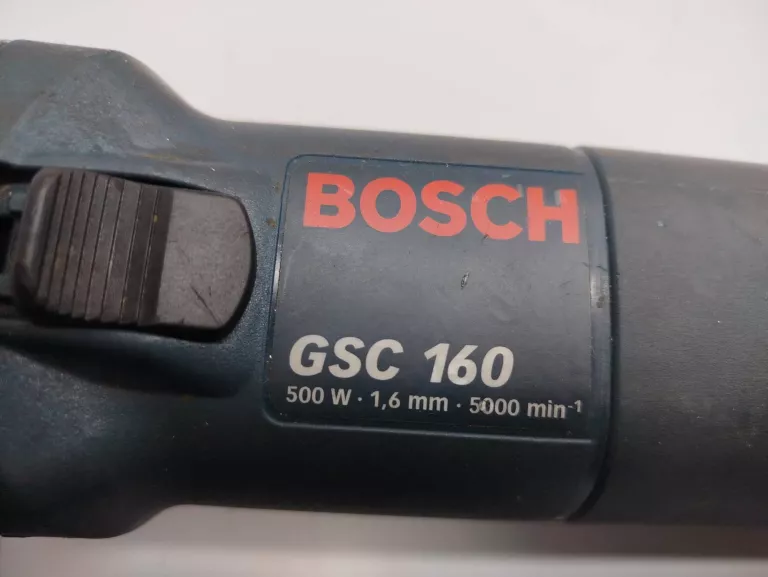 BOSCH
GSC 160
500 W · 1,6 mm · 5000 min⁻¹